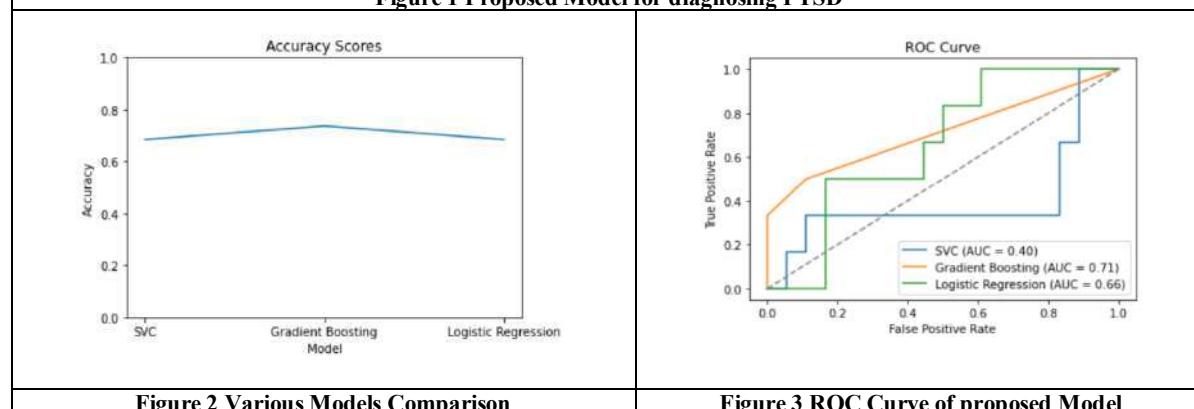 Figure 1 Proposed Model for diagnosing PTSD
Accuracy Scores
1.0
0.8
0.6
0.4
0.2
0.0
Accuracy
SVC
Gradient Boosting
Logistic Regression
Model
Figure 2 Various Models Comparison
ROC Curve
1.0
0.8
0.6
0.4
0.2
0.0
True Positive Rate
SVC (AUC = 0.40)
Gradient Boosting (AUC = 0.71)
Logistic Regression (AUC = 0.66)
0.0
0.2
0.4
0.6
0.8
1.0
False Positive Rate
Figure 3 ROC Curve of proposed Model